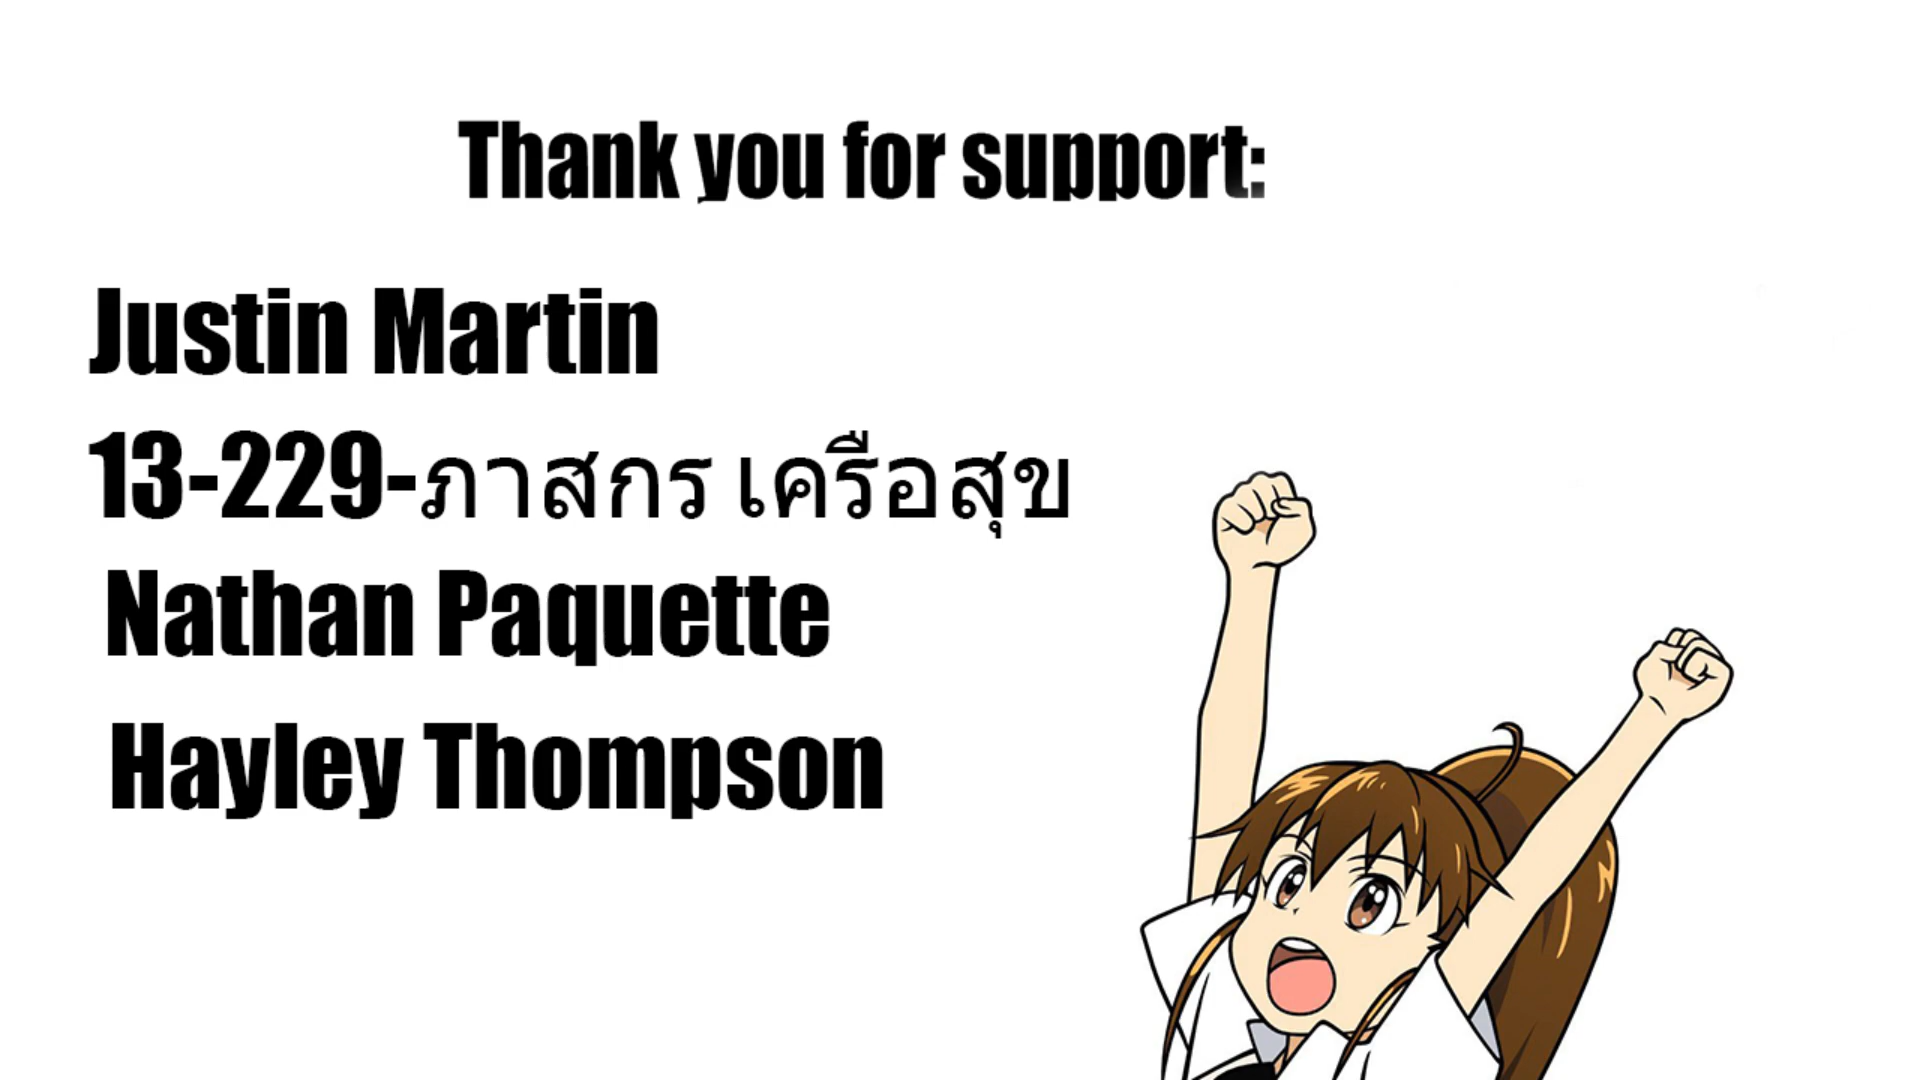 Thank you for support:
Justin Martin
13-229-ภาสกร เครือสุข
Nathan Paquette
Hayley Thompson